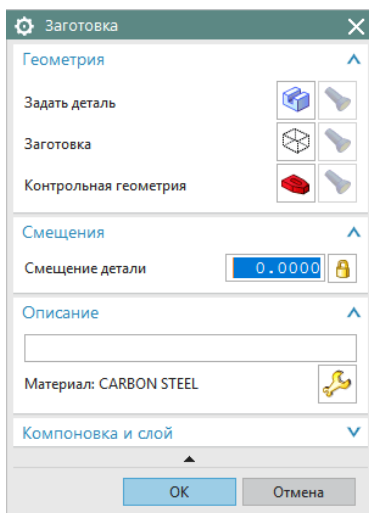 Заготовка
Геометрия
Задать деталь
Заготовка
Контрольная геометрия
Смещения
Смещение детали 0.0000
Описание
Материал: CARBON STEEL
Компоновка и слой
OK Отмена